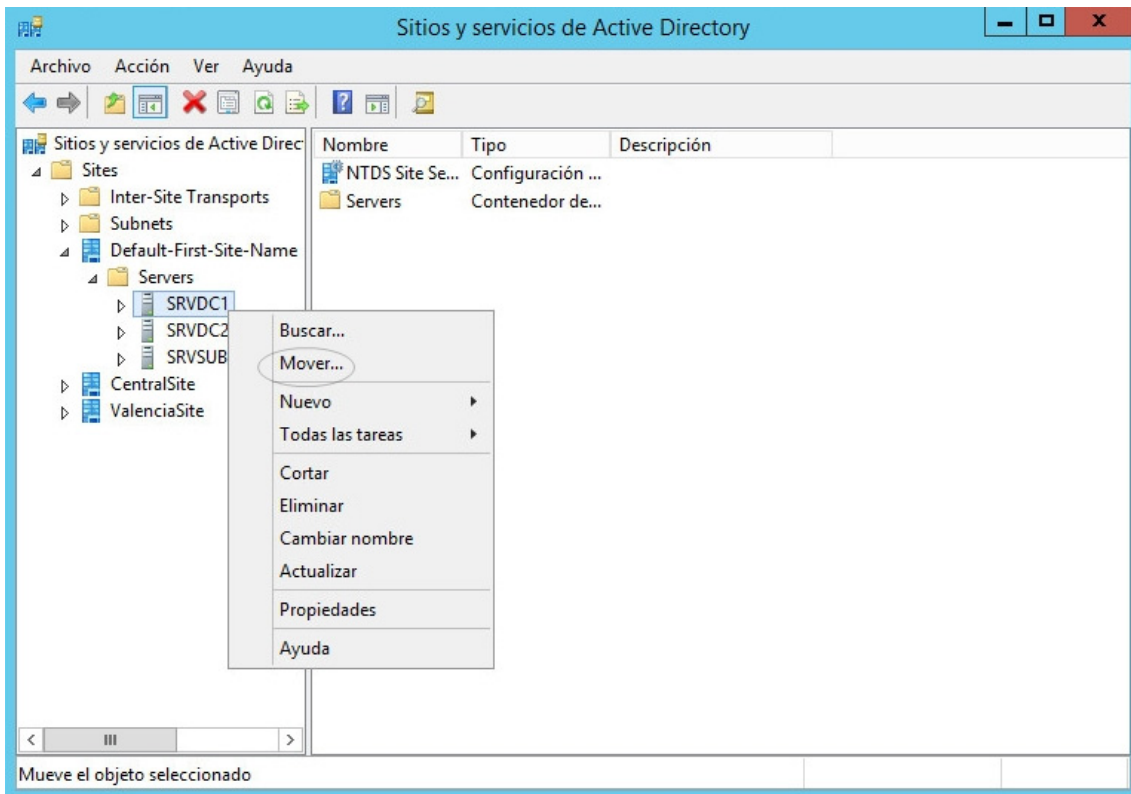 Sitios y servicios de Active Directory
Archivo Acción Ver Ayuda
Sitios y servicios de Active Direc
Sites
Inter-Site Transports
Subnets
Default-First-Site-Name
Servers
SRVDC1
SRVDC2
SRVSUB
CentralSite
ValenciaSite
Nombre Tipo Descripción
NTDS Site Se... Configuración ...
Servers Contenedor de...
Buscar...
Mover...
Nuevo
Todas las tareas
Cortar
Eliminar
Cambiar nombre
Actualizar
Propiedades
Ayuda
Mueve el objeto seleccionado